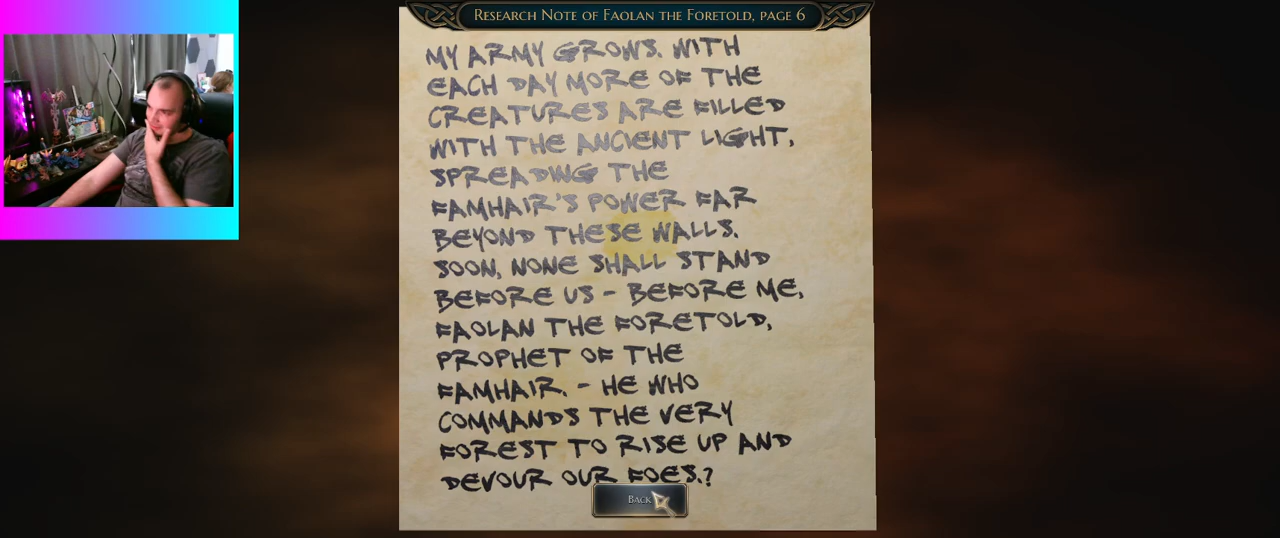 Research Note of Faolan the Foretold, page 6
MY ARMY GROWS. WITH
EACH DAY MORE OF THE
CREATURES ARE FILLED
WITH THE ANCIENT LIGHT,
SPREADING THE
FAMHAIR'S POWER FAR
BEYOND THESE WALLS.
SOON, NONE SHALL STAND
BEFORE US - BEFORE ME,
FAOLAN THE FORETOLD,
PROPHET OF THE
FAMHAIR. - HE WHO
COMMANDS THE VERY
FOREST TO RISE UP AND
DEVOUR OUR FOES.?
Back